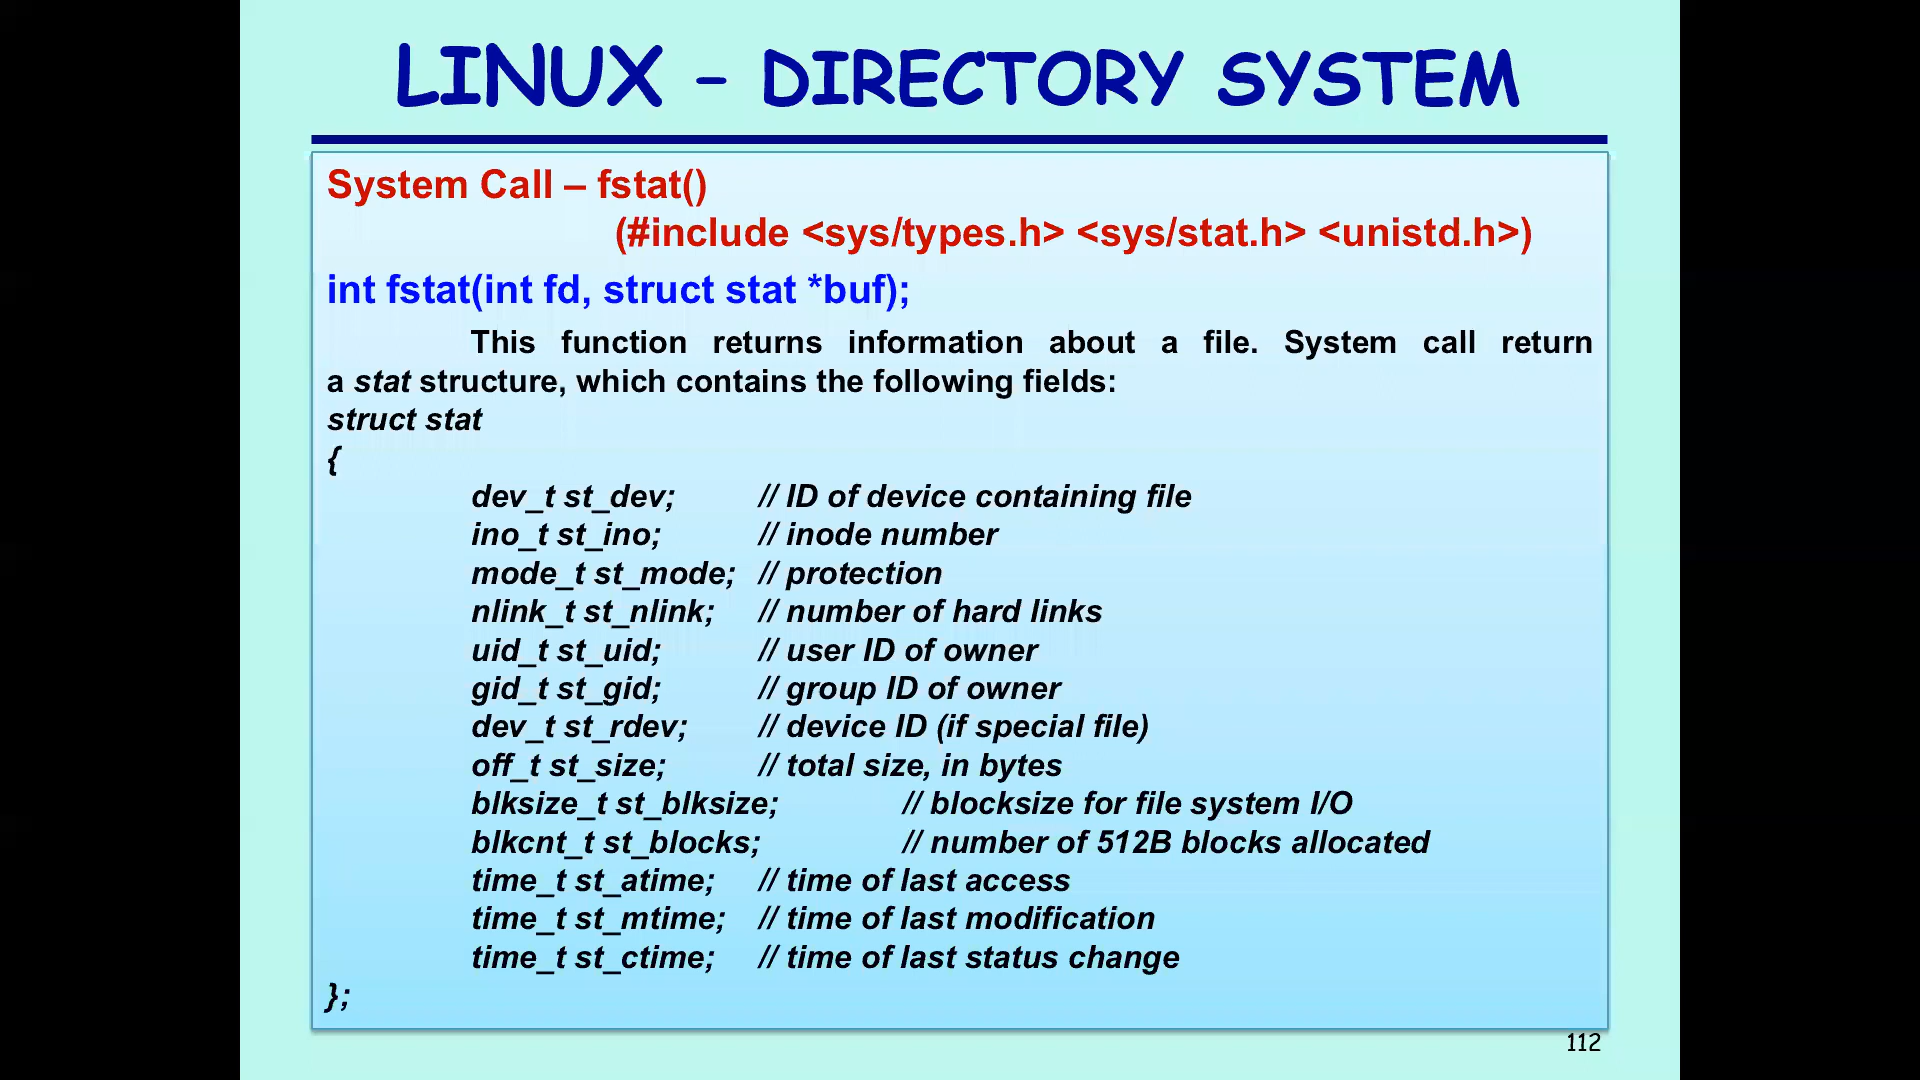 LINUX – DIRECTORY SYSTEM
System Call – fstat()
(#include <sys/types.h> <sys/stat.h> <unistd.h>)
int fstat(int fd, struct stat *buf);
This function returns information about a file. System call return
a stat structure, which contains the following fields:
struct stat
{
dev_t st_dev; // ID of device containing file
ino_t st_ino; // inode number
mode_t st_mode; // protection
nlink_t st_nlink; // number of hard links
uid_t st_uid; // user ID of owner
gid_t st_gid; // group ID of owner
dev_t st_rdev; // device ID (if special file)
off_t st_size; // total size, in bytes
blksize_t st_blksize; // blocksize for file system I/O
blkcnt_t st_blocks; // number of 512B blocks allocated
time_t st_atime; // time of last access
time_t st_mtime; // time of last modification
time_t st_ctime; // time of last status change
};
112